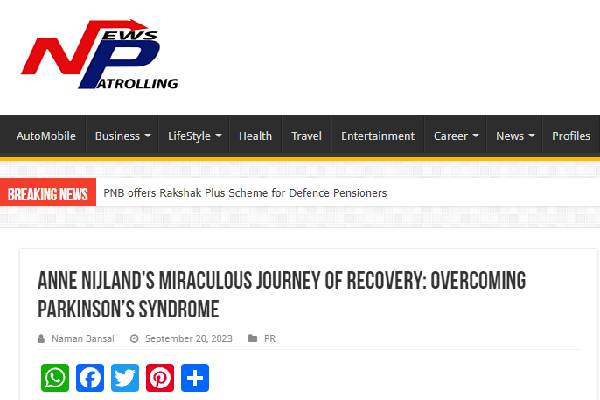 NEWS
PATROLLING
AutoMobile Business LifeStyle Health Travel Entertainment Career News Profiles
BREAKING NEWS PNB offers Rakshak Plus Scheme for Defence Pensioners
ANNE NIJLAND'S MIRACULOUS JOURNEY OF RECOVERY: OVERCOMING
PARKINSON’S SYNDROME
Naman Bansal September 20, 2023 PR